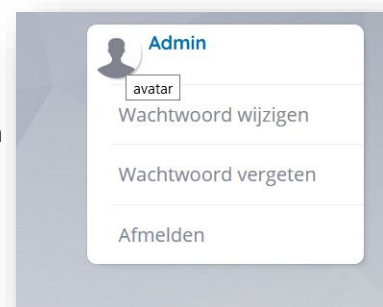 Admin
avatar
Wachtwoord wijzigen
Wachtwoord vergeten
Afmelden